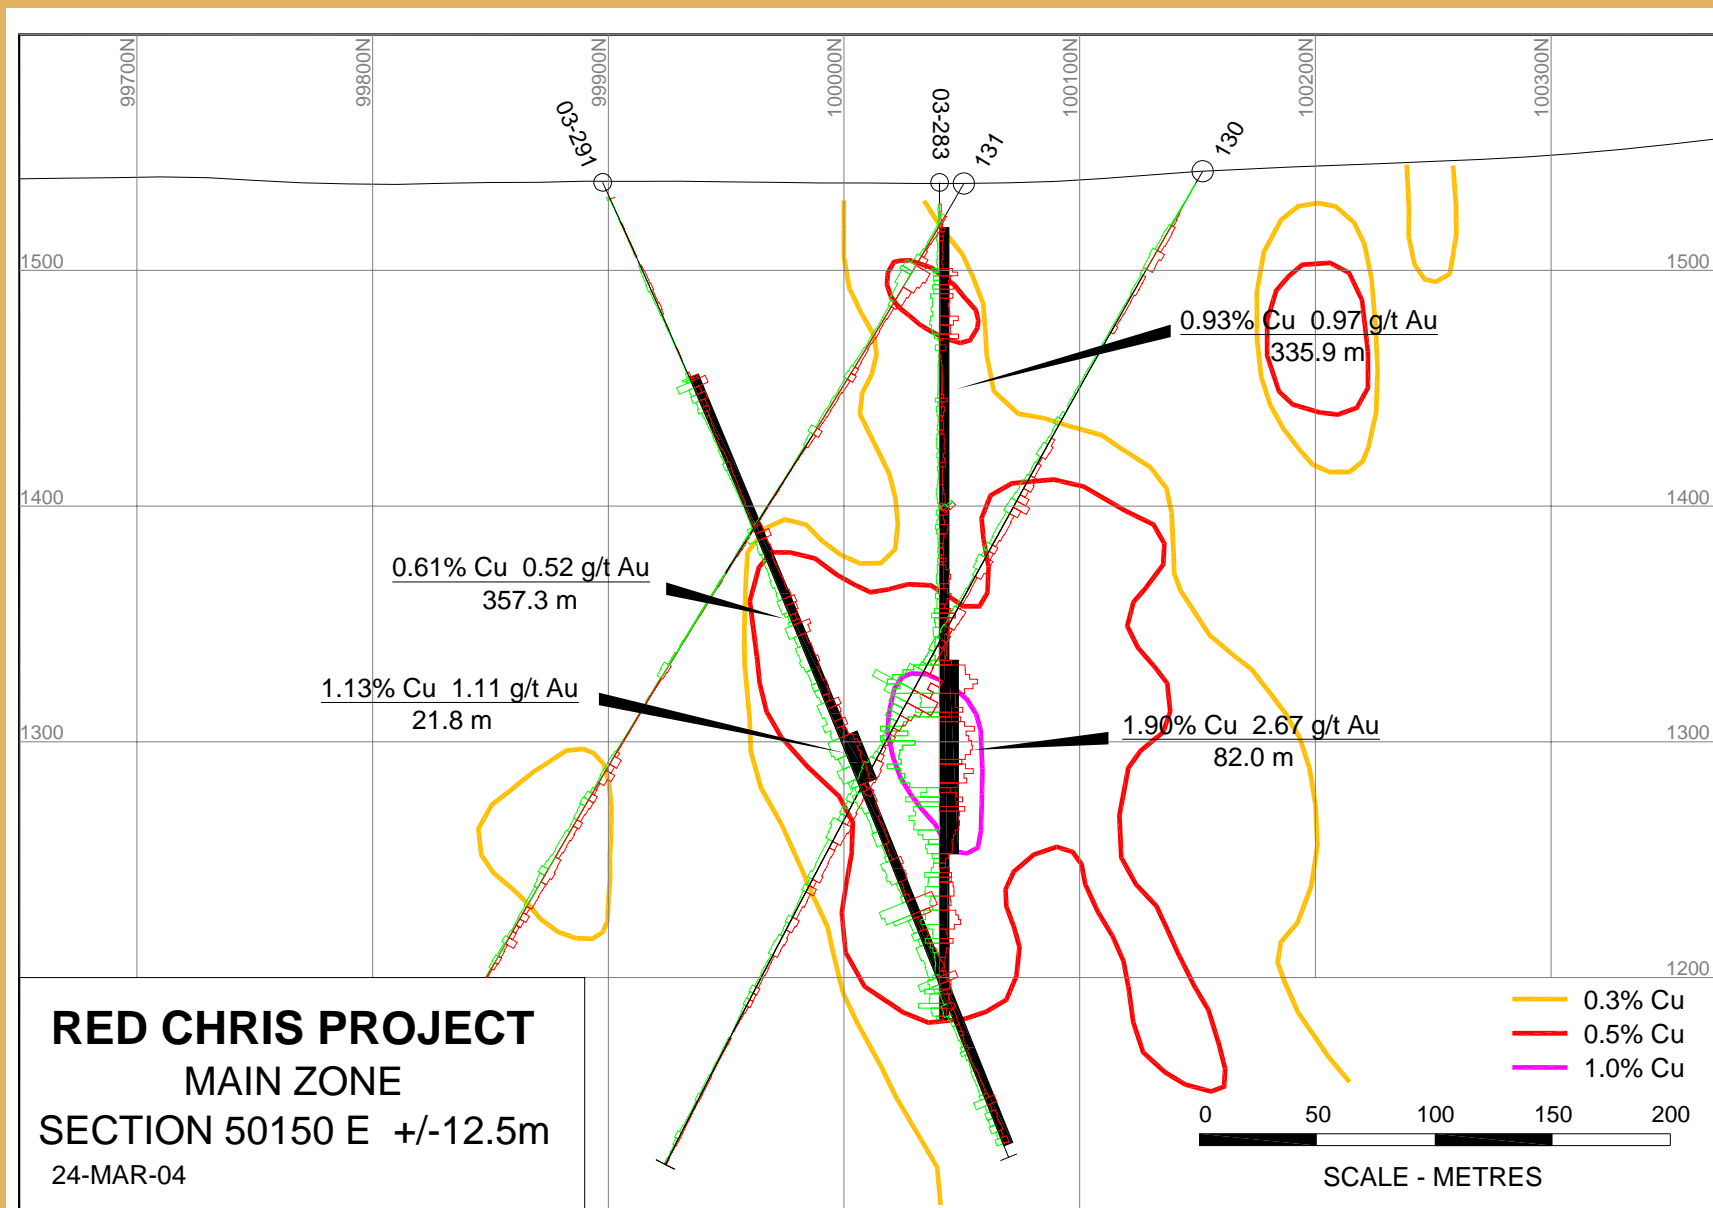 99700N
99800N
99900N
100000N
100100N
100200N
100300N
03-291
03-283
131
130
1500
1500
0.93% Cu 0.97 g/t Au
335.9 m
1400
1400
0.61% Cu 0.52 g/t Au
357.3 m
1.13% Cu 1.11 g/t Au
21.8 m
1300
1300
1.90% Cu 2.67 g/t Au
82.0 m
1200
RED CHRIS PROJECT
MAIN ZONE
SECTION 50150 E +/-12.5m
24-MAR-04
0.3% Cu
0.5% Cu
1.0% Cu
0 50 100 150 200
SCALE - METRES